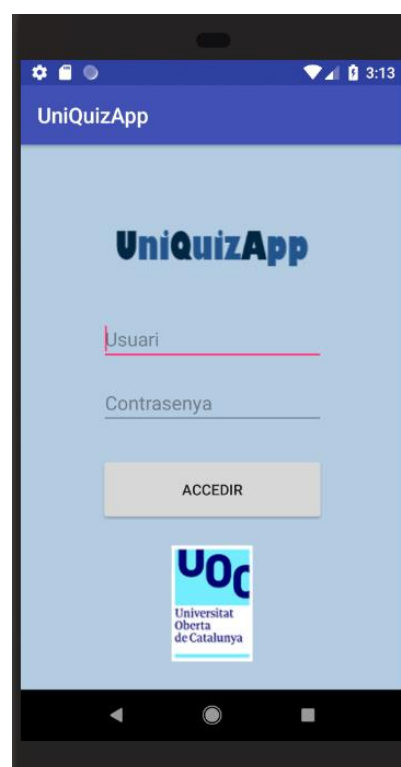 3:13
UniQuizApp
UniQuizApp
Usuari
Contrasenya
ACCEDIR
UOC
Universitat
Oberta
de Catalunya